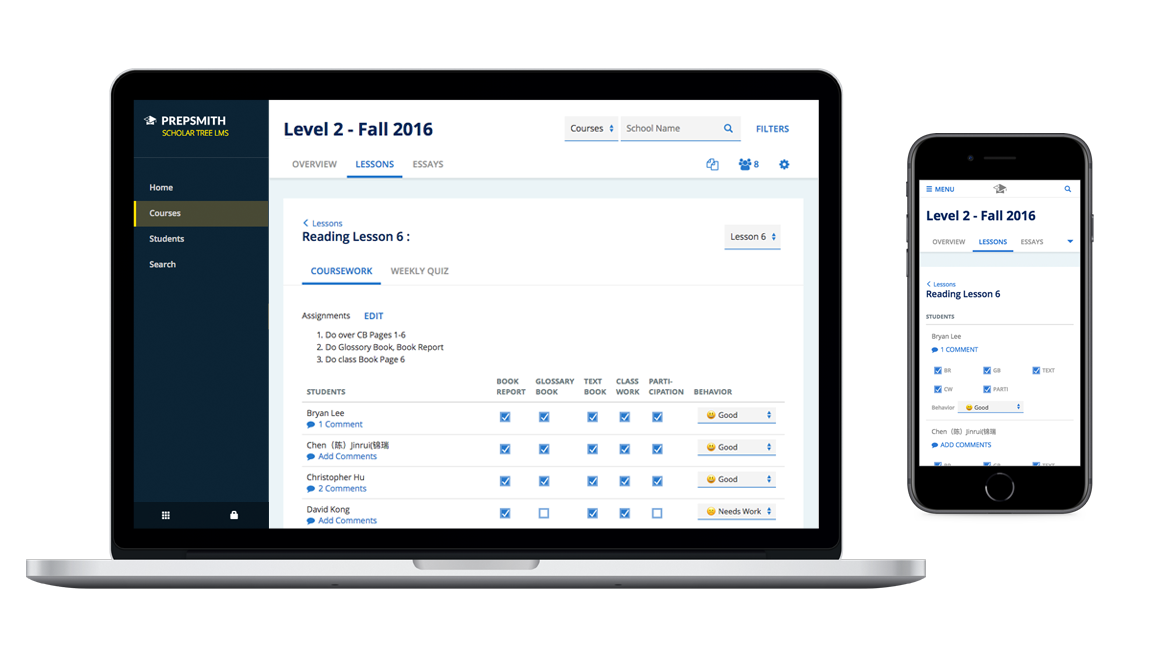 PREPSMITH
SCHOLAR TREE LMS
Home
Courses
Students
Search
Level 2 - Fall 2016
Courses
School Name
FILTERS
OVERVIEW
LESSONS
ESSAYS
8
Lessons
Reading Lesson 6 :
Lesson 6
COURSEWORK
WEEKLY QUIZ
Assignments
EDIT
1. Do over CB Pages 1-6
2. Do Glossory Book, Book Report
3. Do class Book Page 6
STUDENTS
BOOK REPORT
GLOSSARY BOOK
TEXT BOOK
CLASS WORK
PARTI-CIPATION
BEHAVIOR
Bryan Lee
1 Comment
Good
Chen（陈）Jinrui(锦瑞
Add Comments
Good
Christopher Hu
2 Comments
Good
David Kong
Add Comments
Needs Work
MENU
Level 2 - Fall 2016
OVERVIEW
LESSONS
ESSAYS
Lessons
Reading Lesson 6
STUDENTS
Bryan Lee
1 COMMENT
BR
GB
TEXT
CW
PARTI
Behavior
Good
Chen（陈）Jinrui(锦瑞
ADD COMMENTS